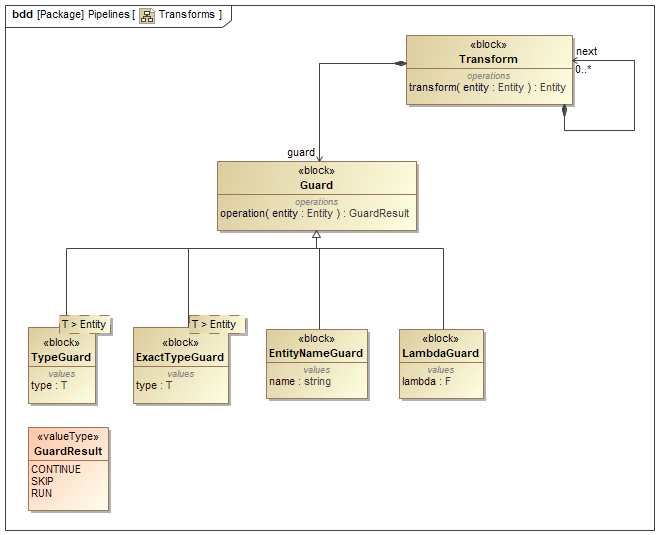 bdd [Package] Pipelines [ Transforms ]
«block»
Transform
operations
transform( entity : Entity ) : Entity
next
0..*
guard
«block»
Guard
operations
operation( entity : Entity ) : GuardResult
T > Entity
«block»
TypeGuard
values
type : T
T > Entity
«block»
ExactTypeGuard
values
type : T
«block»
EntityNameGuard
values
name : string
«block»
LambdaGuard
values
lambda : F
«valueType»
GuardResult
CONTINUE
SKIP
RUN